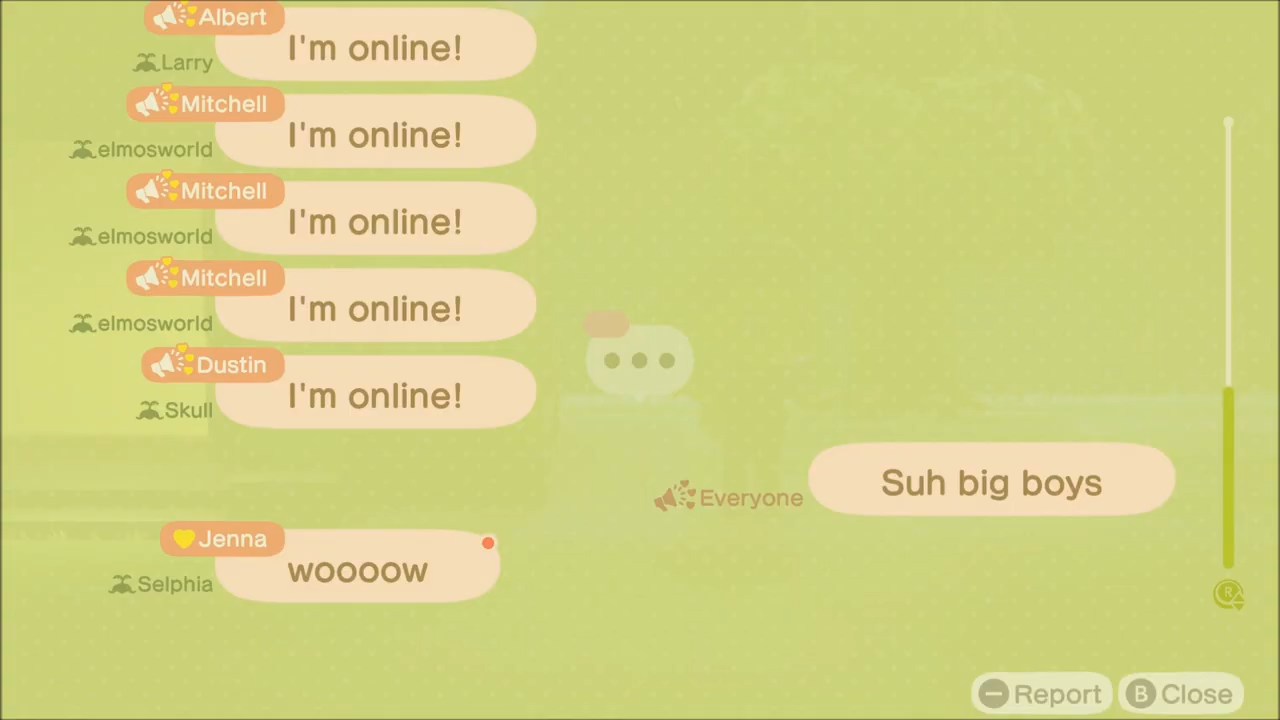 Albert
I'm online!
Larry
Mitchell
I'm online!
elmosworld
Mitchell
I'm online!
elmosworld
Mitchell
I'm online!
elmosworld
Dustin
I'm online!
Skull
Suh big boys
Everyone
Jenna
woooow
Selphia
R
Report
B Close